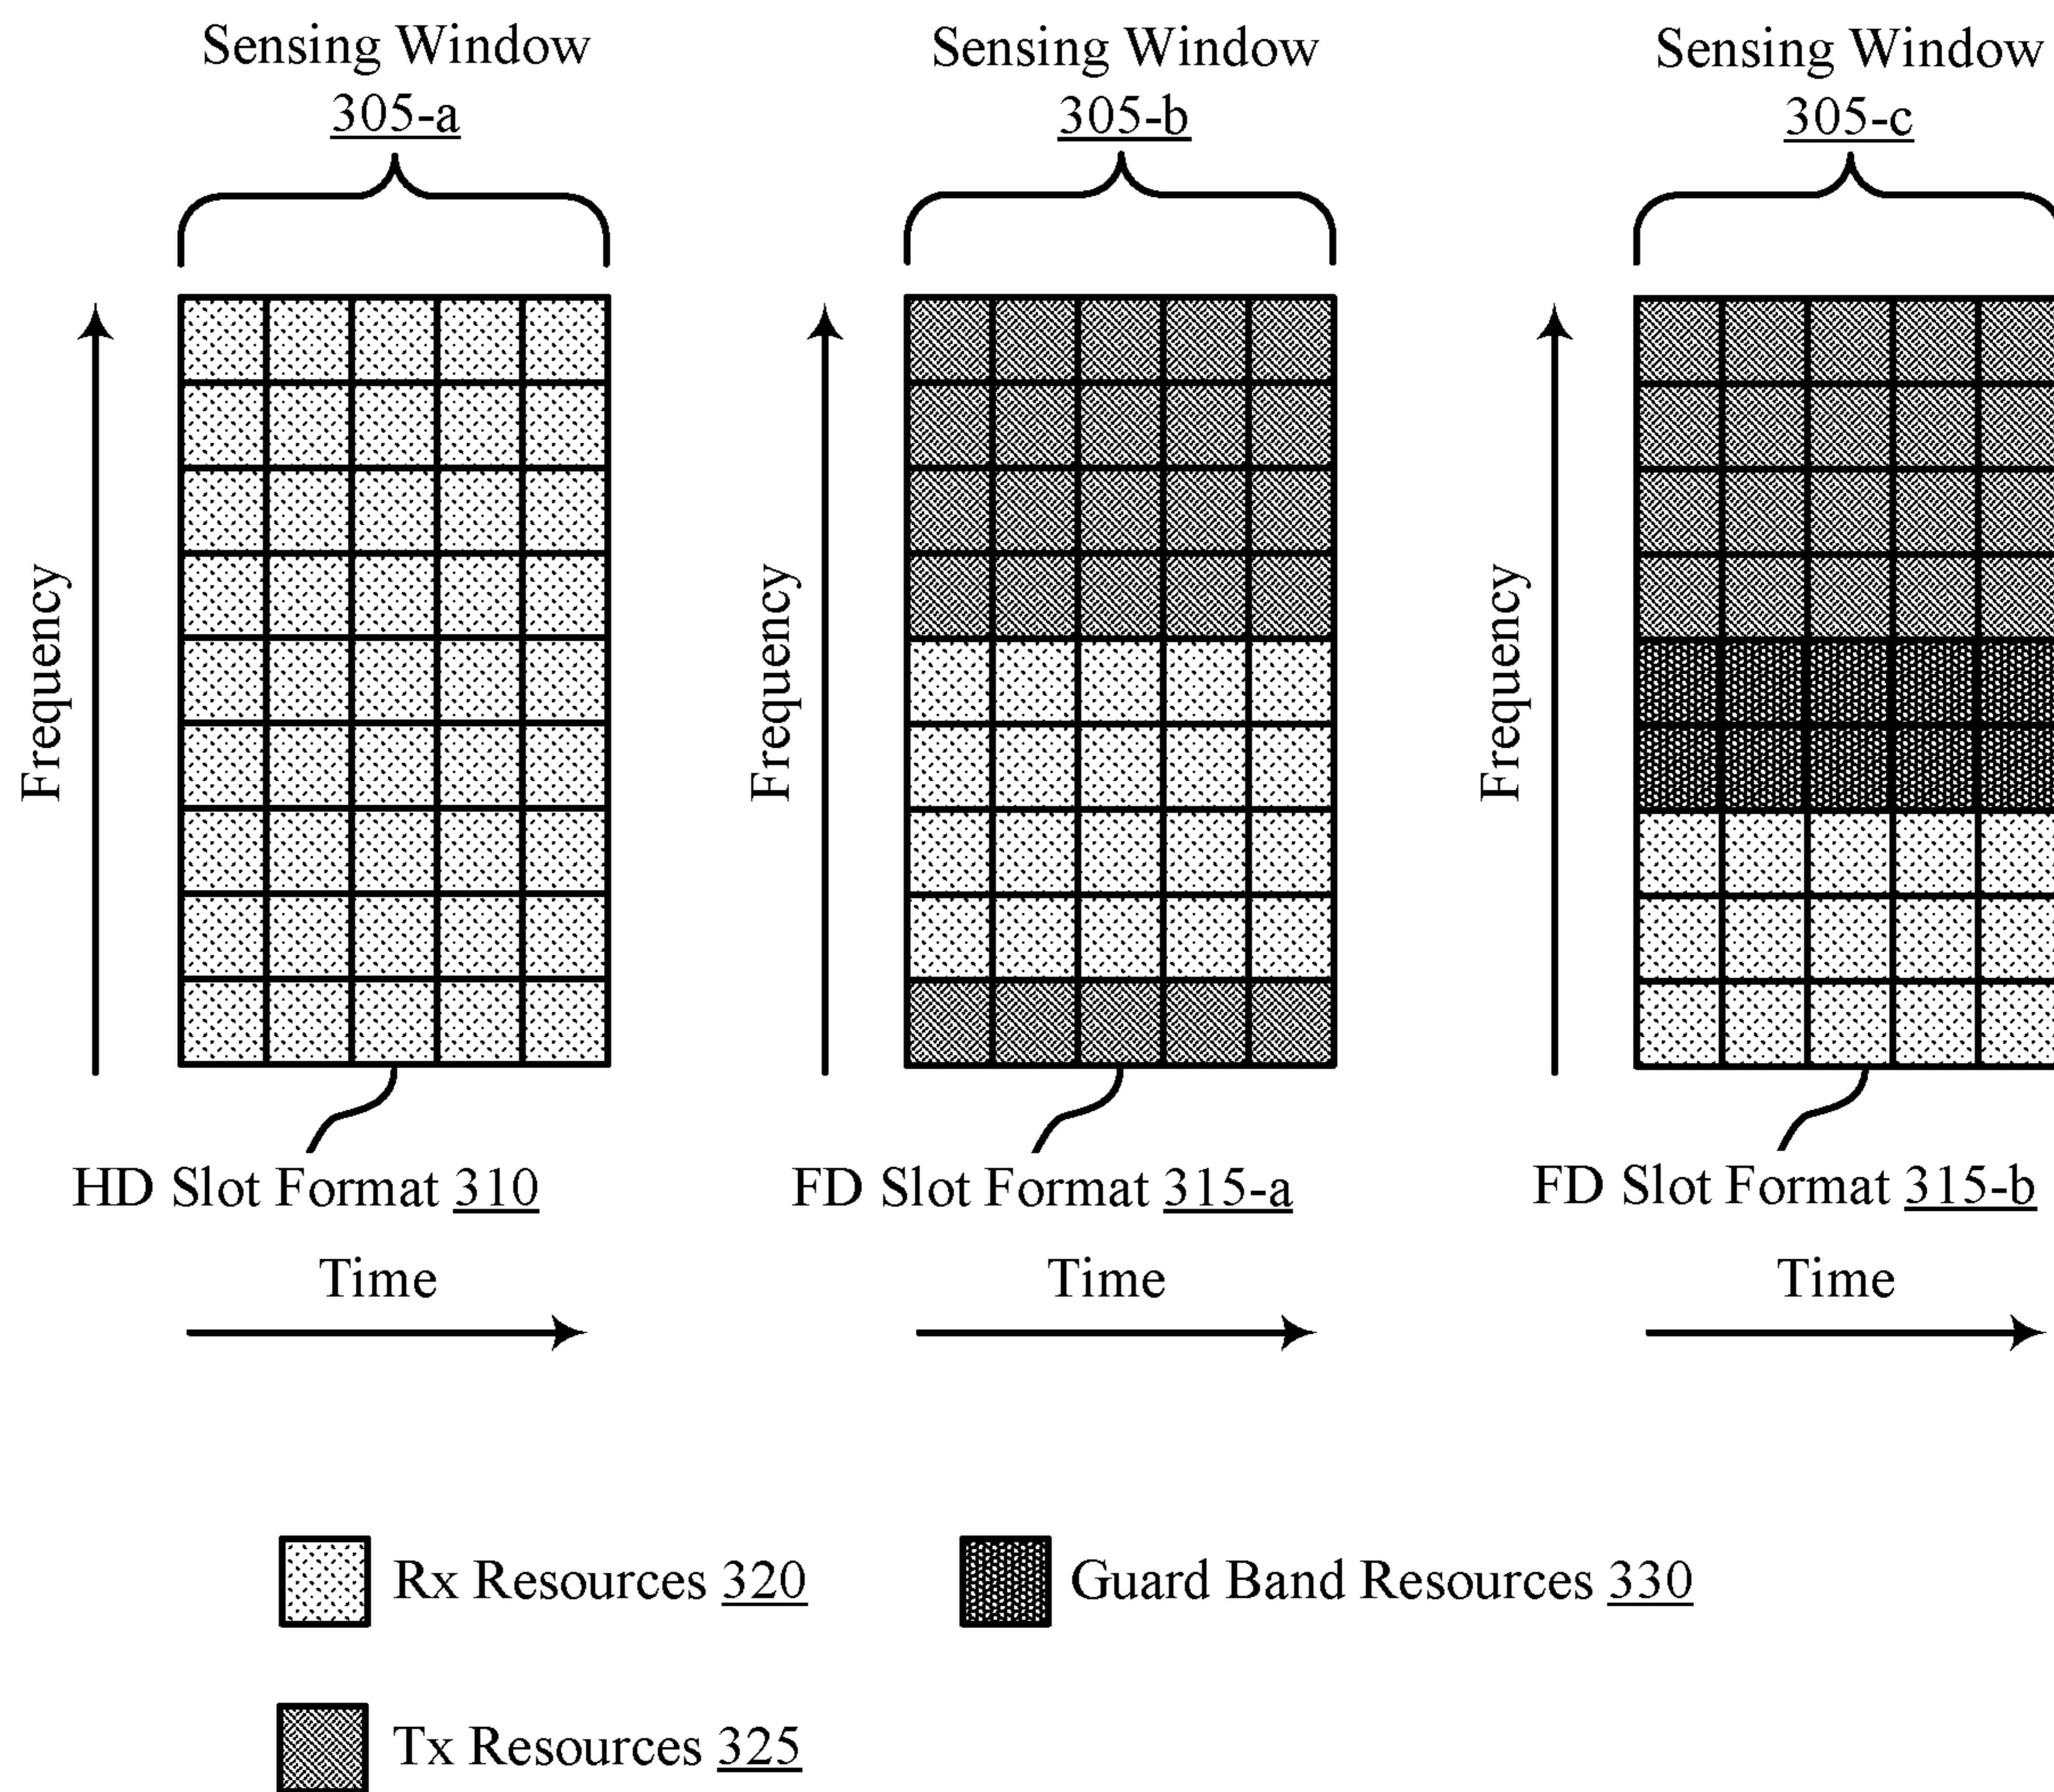 Sensing Window
305-a
Sensing Window
305-b
Sensing Window
305-c
Frequency
Frequency
Frequency
HD Slot Format 310
FD Slot Format 315-a
FD Slot Format 315-b
Time
Time
Time
Rx Resources 320
Guard Band Resources 330
Tx Resources 325